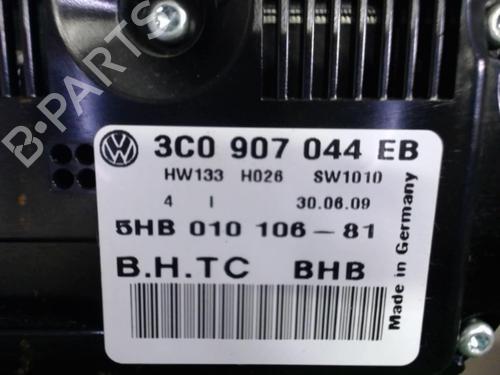 3C0 907 044 EB
HW133 H026 SW1010
4 I 30.06.09
5HB 010 106-81
B.H.TC BHB
Made in Germany
B-PARTS